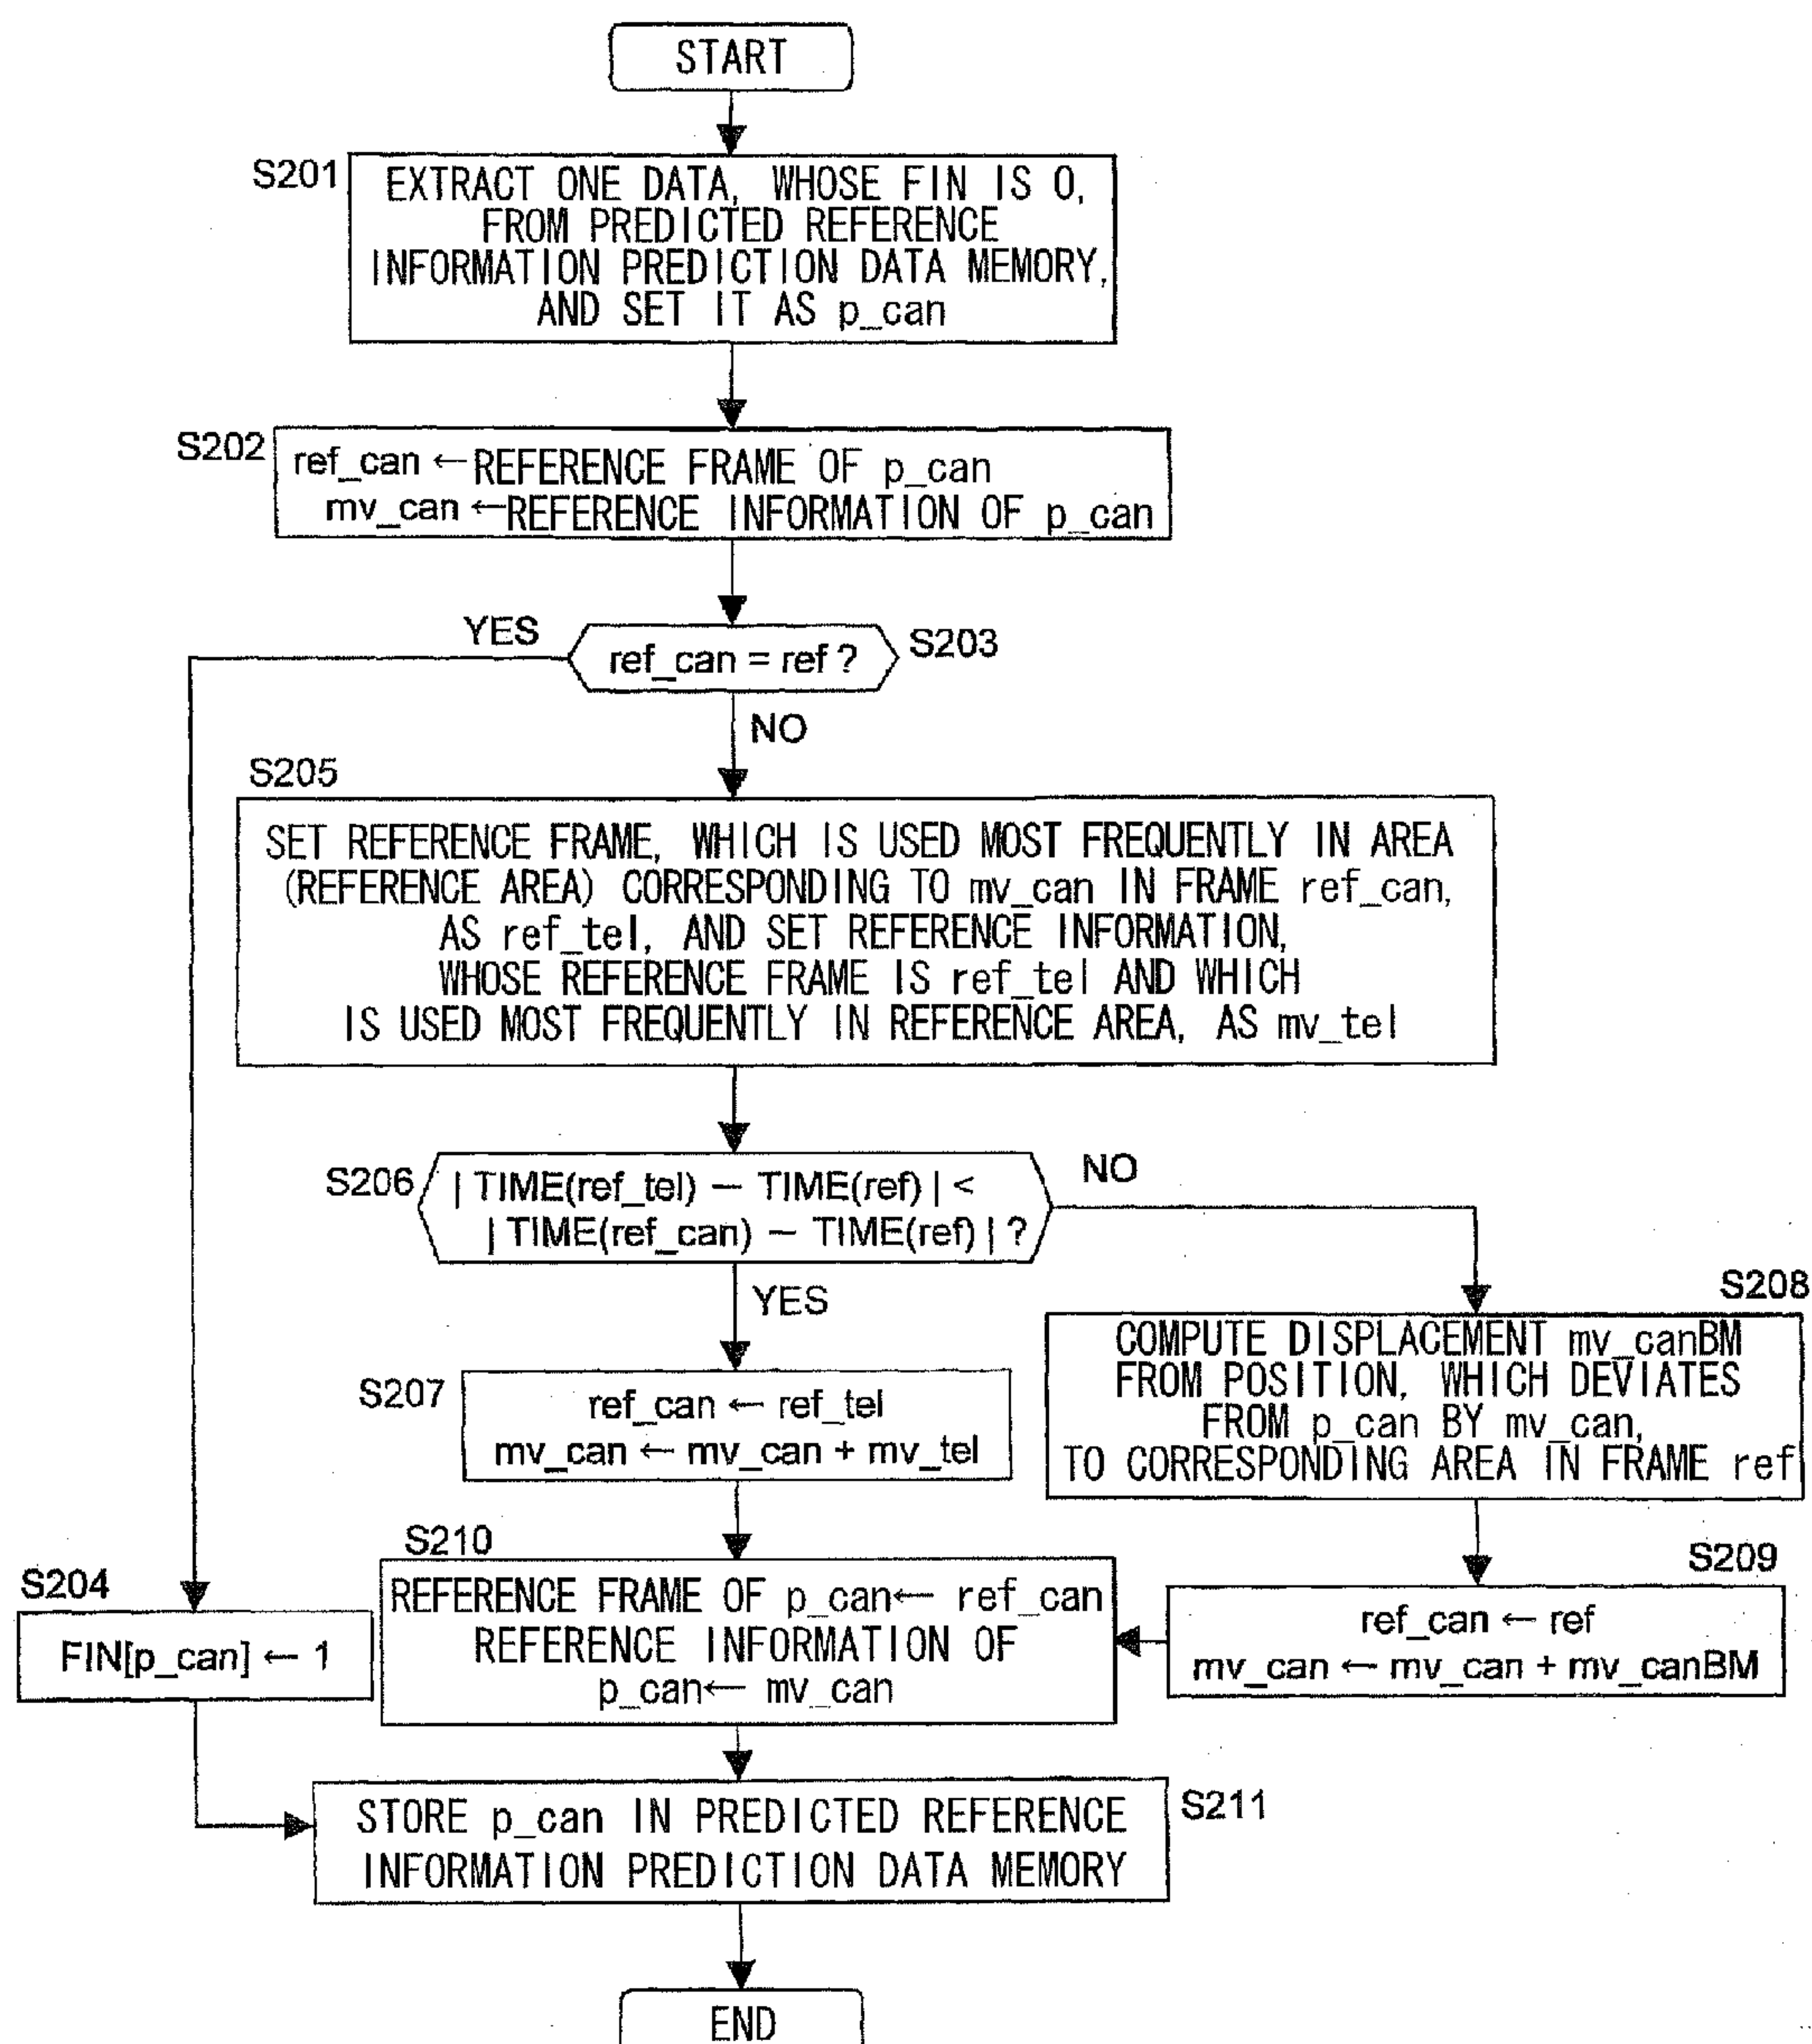 START
S201
EXTRACT ONE DATA, WHOSE FIN IS 0,
FROM PREDICTED REFERENCE
INFORMATION PREDICTION DATA MEMORY,
AND SET IT AS p_can
S202
ref_can ← REFERENCE FRAME OF p_can
mv_can ← REFERENCE INFORMATION OF p_can
YES
ref_can = ref ?
S203
NO
S205
SET REFERENCE FRAME, WHICH IS USED MOST FREQUENTLY IN AREA
(REFERENCE AREA) CORRESPONDING TO mv_can IN FRAME ref_can,
AS ref_tel, AND SET REFERENCE INFORMATION,
WHOSE REFERENCE FRAME IS ref_tel AND WHICH
IS USED MOST FREQUENTLY IN REFERENCE AREA, AS mv_tel
S206
| TIME(ref_tel) − TIME(ref) | <
| TIME(ref_can) − TIME(ref) | ?
NO
YES
S208
COMPUTE DISPLACEMENT mv_canBM
FROM POSITION, WHICH DEVIATES
FROM p_can BY mv_can,
TO CORRESPONDING AREA IN FRAME ref
S207
ref_can ← ref_tel
mv_can ← mv_can + mv_tel
S210
REFERENCE FRAME OF p_can← ref_can
REFERENCE INFORMATION OF
p_can← mv_can
S209
ref_can ← ref
mv_can ← mv_can + mv_canBM
S204
FIN[p_can] ← 1
STORE p_can IN PREDICTED REFERENCE
INFORMATION PREDICTION DATA MEMORY
S211
END